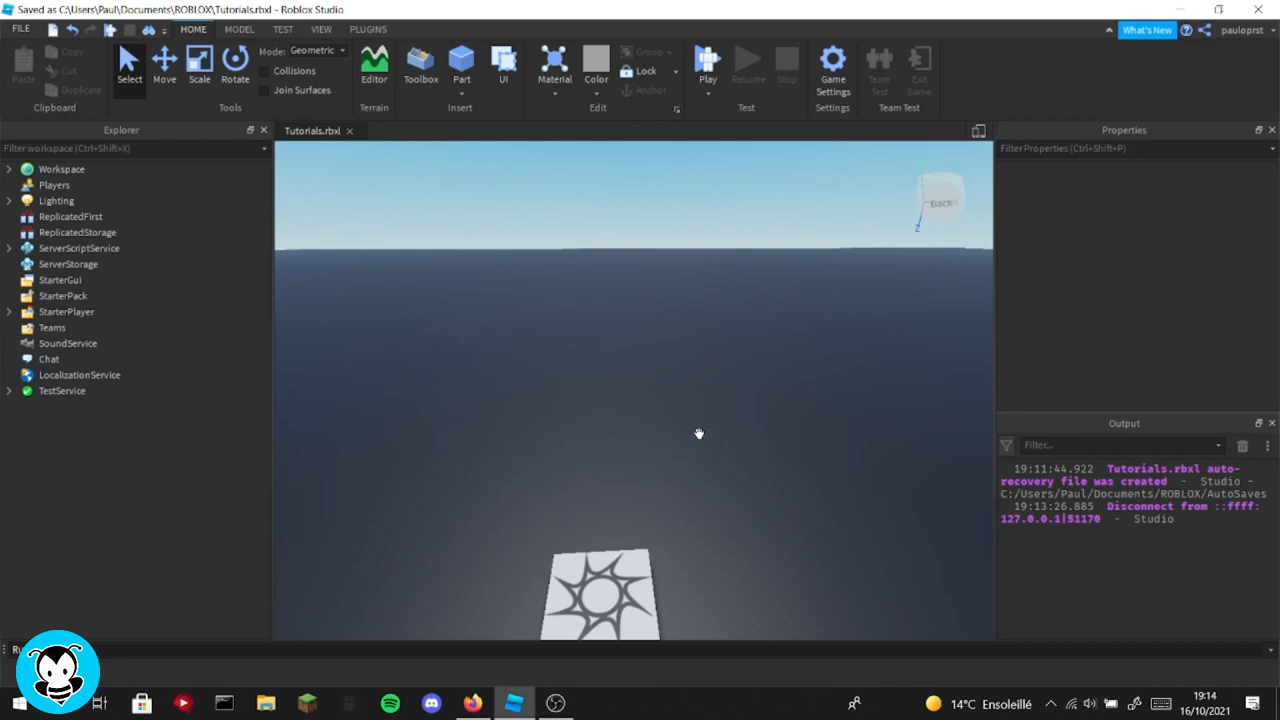 Saved as C:\Users\Paul\Documents\ROBLOX\Tutorials.rbxl - Roblox Studio
FILE HOME MODEL TEST VIEW PLUGINS What's New pauloprst
Paste Copy Cut Duplicate Clipboard
Select Move Scale Rotate Mode: Geometric Collisions Join Surfaces Tools
Editor Terrain
Toolbox Part UI Insert
Material Color Group Lock Anchor Edit
Play Resume Stop Test
Game Settings Settings
Team Test Exit Game Team Test
Explorer
Filter workspace (Ctrl+Shift+X)
Workspace
Players
Lighting
ReplicatedFirst
ReplicatedStorage
ServerScriptService
ServerStorage
StarterGui
StarterPack
StarterPlayer
Teams
SoundService
Chat
LocalizationService
TestService
Tutorials.rbxl
Back
Z
Properties
Filter Properties (Ctrl+Shift+P)
Output
Filter...
19:11:44.922 Tutorials.rbxl auto-
recovery file was created - Studio -
C:/Users/Paul/Documents/ROBLOX/AutoSaves
19:13:26.885 Disconnect from ::ffff:
127.0.0.1|51170 - Studio
14°C Ensoleillé
19:14
16/10/2021